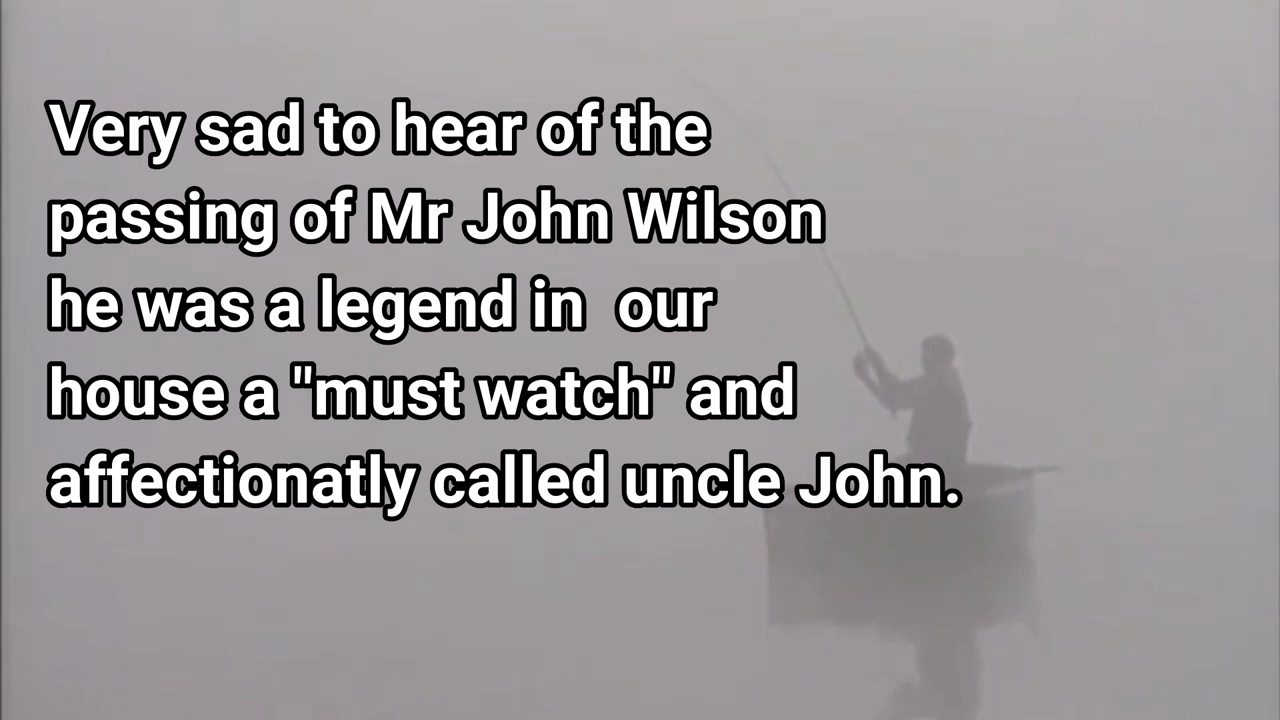 Very sad to hear of the
passing of Mr John Wilson
he was a legend in  our
house a "must watch" and
affectionatly called uncle John.